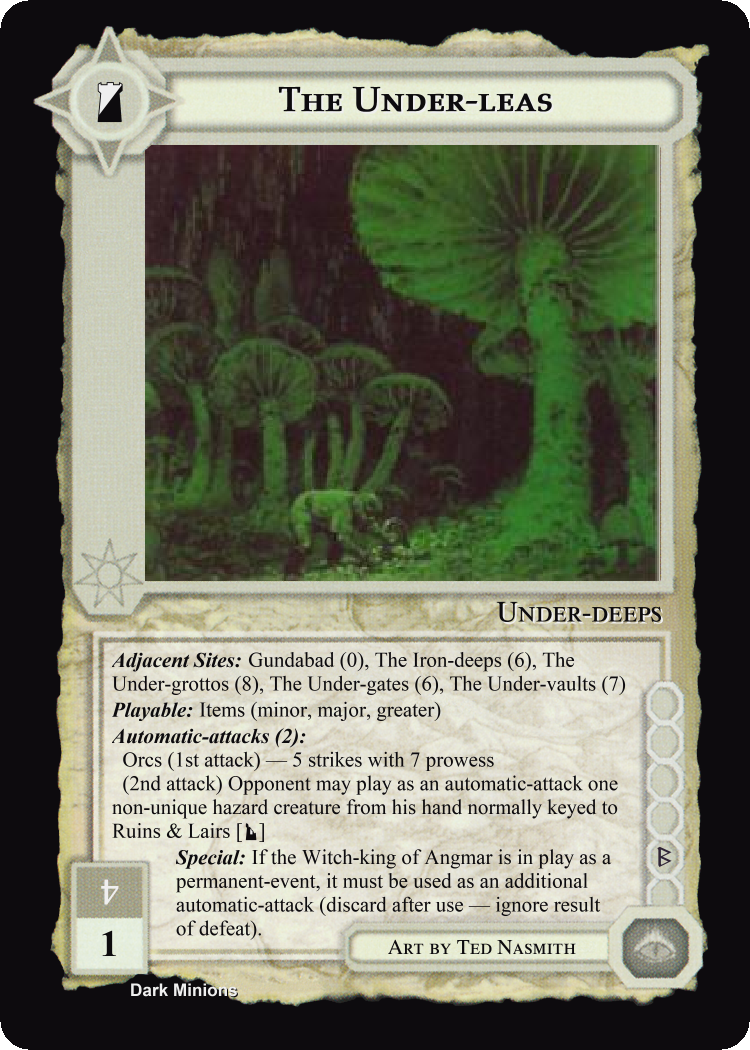 The Under-leas
Under-deeps
Adjacent Sites: Gundabad (0), The Iron-deeps (6), The
Under-grottos (8), The Under-gates (6), The Under-vaults (7)
Playable: Items (minor, major, greater)
Automatic-attacks (2):
Orcs (1st attack) — 5 strikes with 7 prowess
(2nd attack) Opponent may play as an automatic-attack one
non-unique hazard creature from his hand normally keyed to
Ruins & Lairs [ ]
Special: If the Witch-king of Angmar is in play as a
permanent-event, it must be used as an additional
automatic-attack (discard after use — ignore result
of defeat).
4
1
Art by Ted Nasmith
Dark Minions